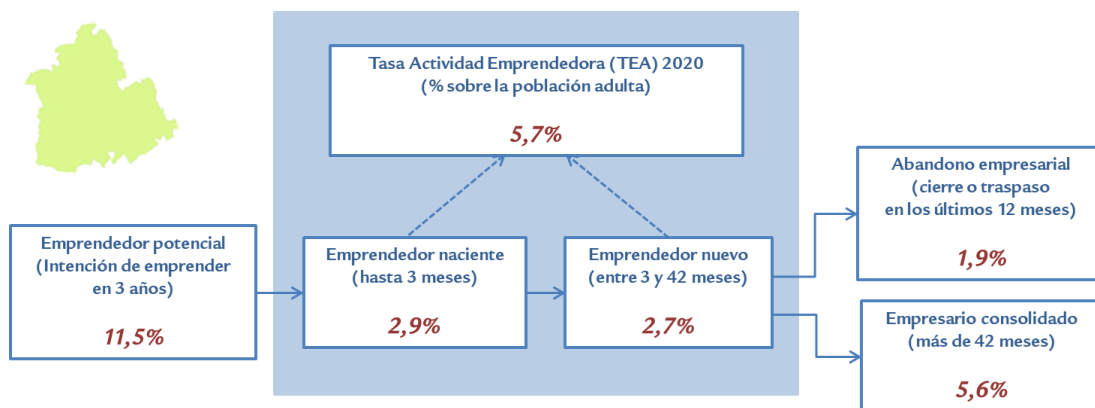 Tasa Actividad Emprendedora (TEA) 2020
(% sobre la población adulta)
5,7%
Emprendedor potencial
(Intención de emprender
en 3 años)
11,5%
Emprendedor naciente
(hasta 3 meses)
2,9%
Emprendedor nuevo
(entre 3 y 42 meses)
2,7%
Abandono empresarial
(cierre o traspaso
en los últimos 12 meses)
1,9%
Empresario consolidado
(más de 42 meses)
5,6%